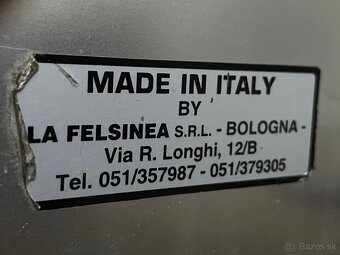 MADE IN ITALY
BY
LA FELSINEA S.R.L. - BOLOGNA -
Via R. Longhi, 12/B
Tel. 051/357987 - 051/379305
Bazos.sk